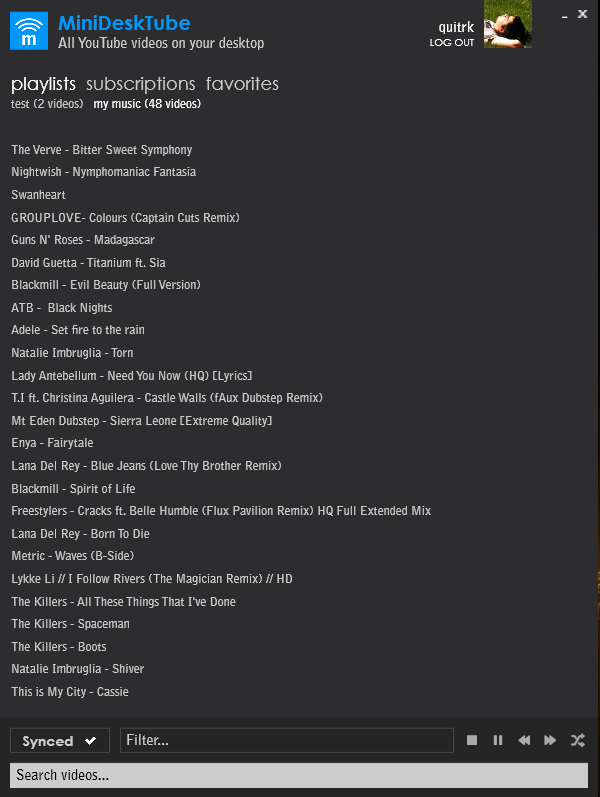 m
MiniDeskTube
All YouTube videos on your desktop
quitrk
LOG OUT
playlists subscriptions favorites
test (2 videos) my music (48 videos)
The Verve - Bitter Sweet Symphony
Nightwish - Nymphomaniac Fantasia
Swanheart
GROUPLOVE- Colours (Captain Cuts Remix)
Guns N' Roses - Madagascar
David Guetta - Titanium ft. Sia
Blackmill - Evil Beauty (Full Version)
ATB - Black Nights
Adele - Set fire to the rain
Natalie Imbruglia - Torn
Lady Antebellum - Need You Now (HQ) [Lyrics]
T.I ft. Christina Aguilera - Castle Walls (fAux Dubstep Remix)
Mt Eden Dubstep - Sierra Leone [Extreme Quality]
Enya - Fairytale
Lana Del Rey - Blue Jeans (Love Thy Brother Remix)
Blackmill - Spirit of Life
Freestylers - Cracks ft. Belle Humble (Flux Pavilion Remix) HQ Full Extended Mix
Lana Del Rey - Born To Die
Metric - Waves (B-Side)
Lykke Li // I Follow Rivers (The Magician Remix) // HD
The Killers - All These Things That I've Done
The Killers - Spaceman
The Killers - Boots
Natalie Imbruglia - Shiver
This is My City - Cassie
Synced Filter...
Search videos...